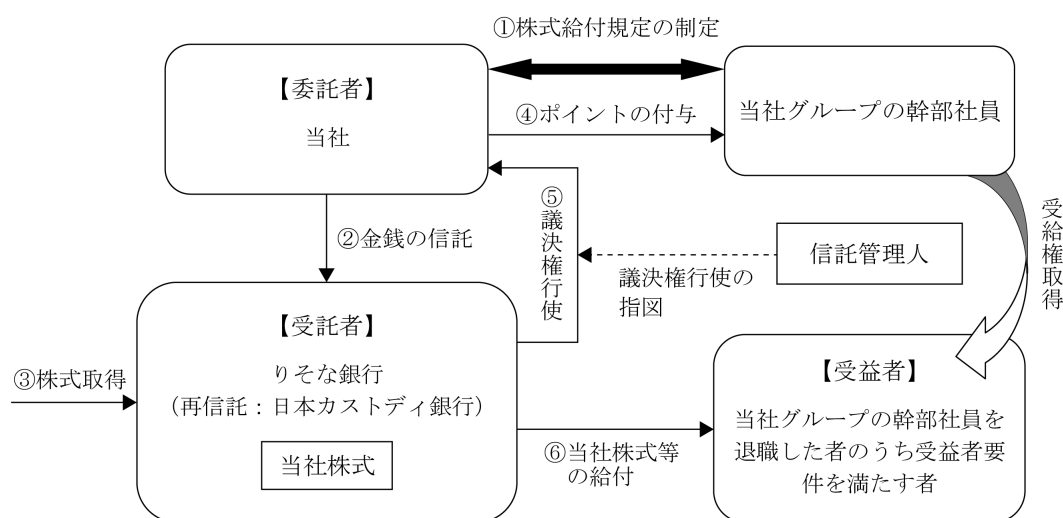 ①株式給付規定の制定
【委託者】
当社
④ポイントの付与
当社グループの幹部社員
②金銭の信託
⑤議決権行使
議決権行使の
指図
信託管理人
受給権取得
【受託者】
りそな銀行
(再信託:日本カストディ銀行)
当社株式
③株式取得
⑥当社株式等
の給付
【受益者】
当社グループの幹部社員を
退職した者のうち受益者要
件を満たす者